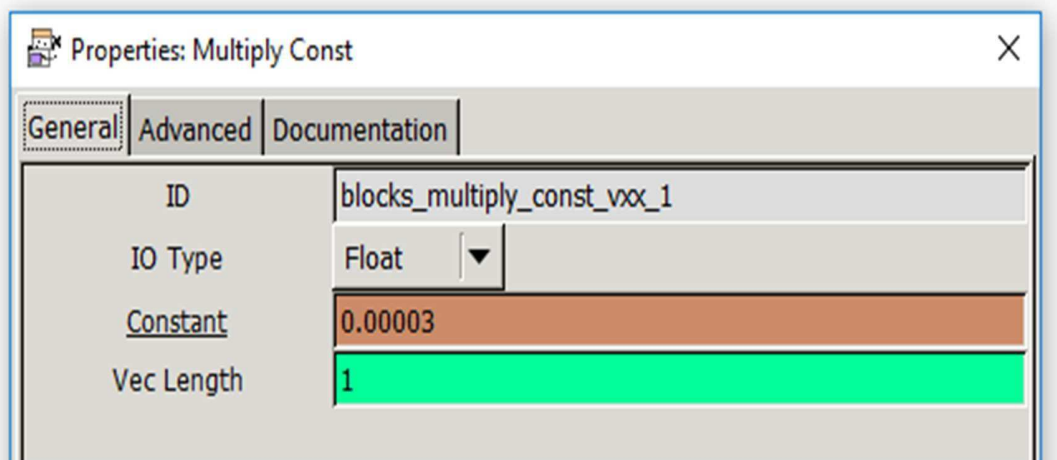 Properties: Multiply Const
General Advanced Documentation
ID blocks_multiply_const_vxx_1
IO Type Float
Constant 0.00003
Vec Length 1